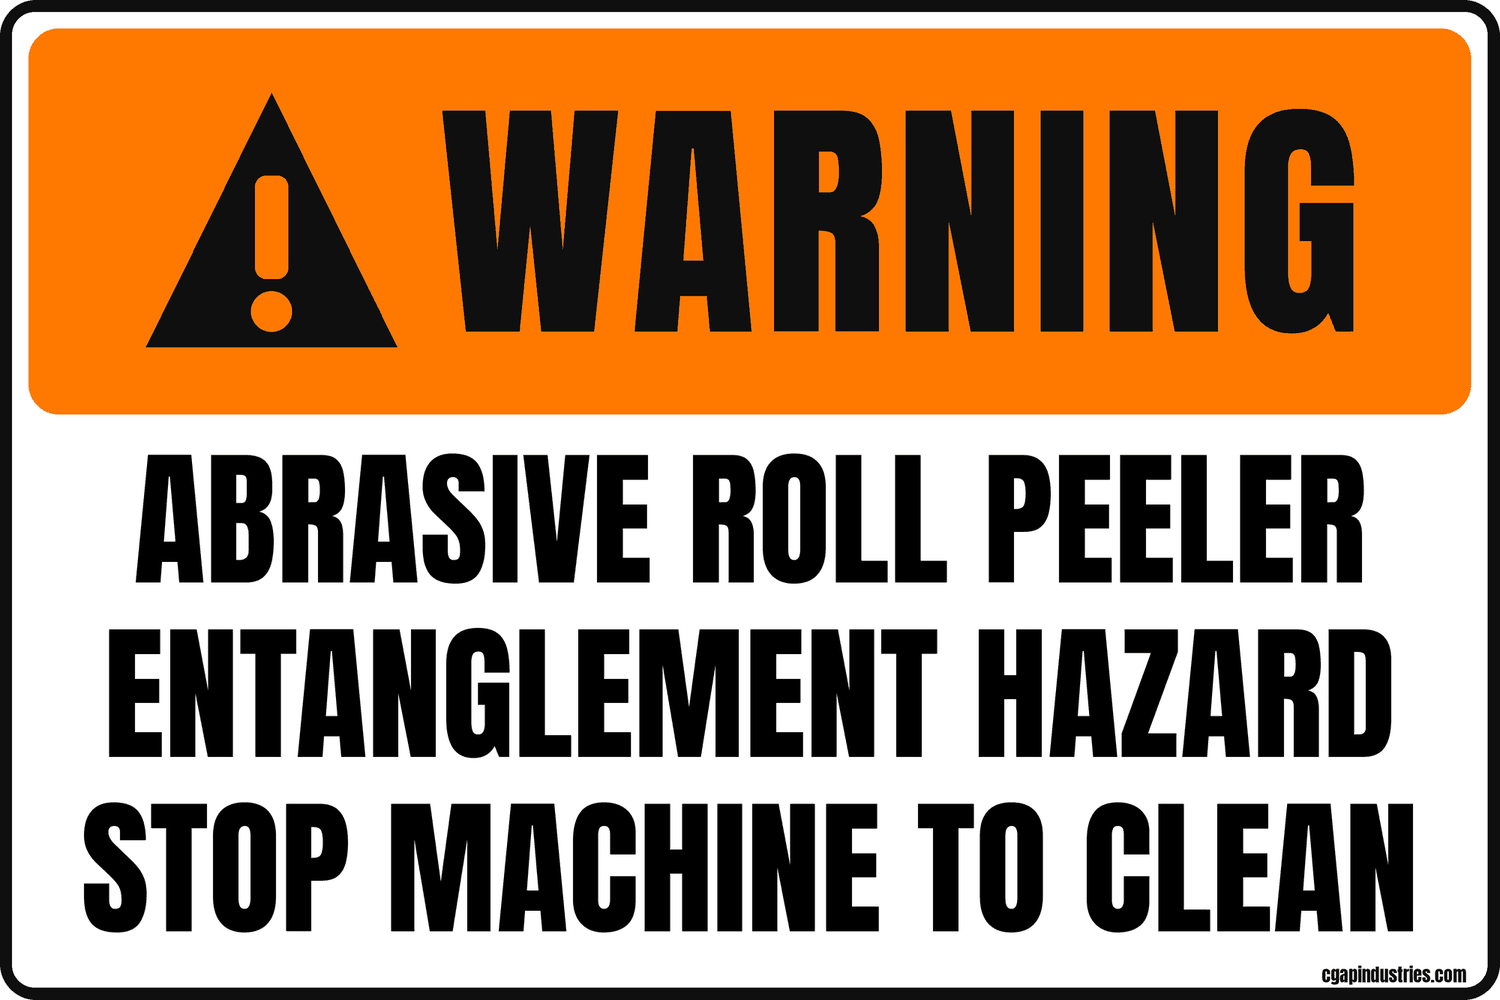 WARNING
ABRASIVE ROLL PEELER
ENTANGLEMENT HAZARD
STOP MACHINE TO CLEAN
cgapindustries.com